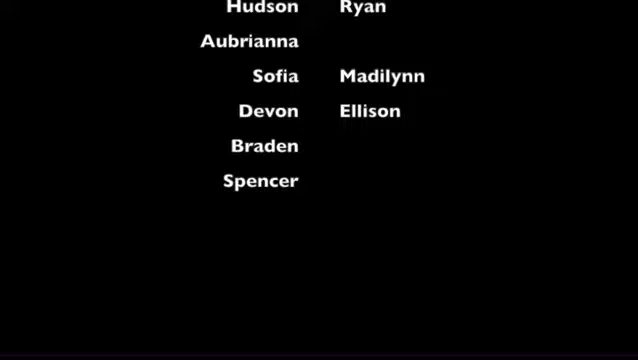 Hudson Ryan
Aubrianna
Sofia Madilynn
Devon Ellison
Braden
Spencer